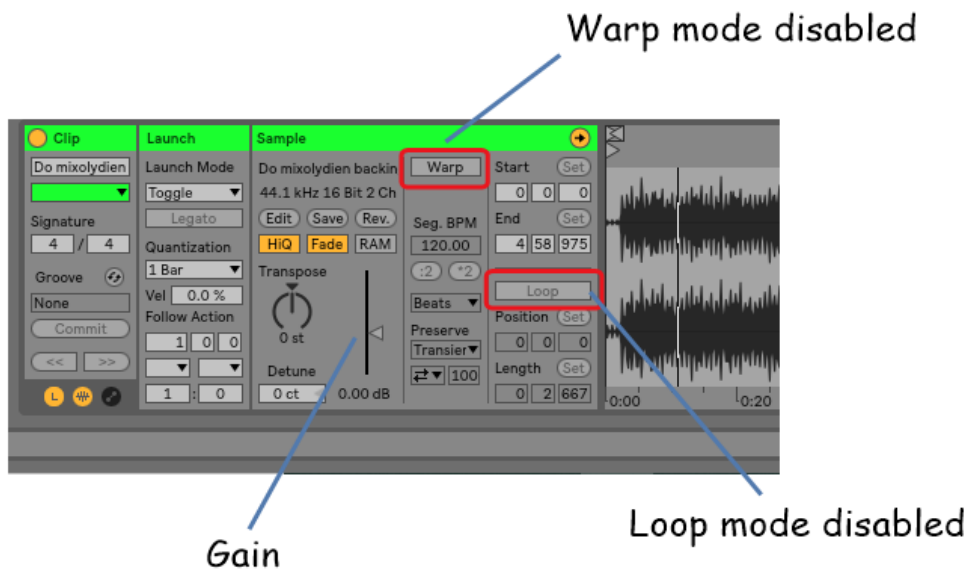 Warp mode disabled
Clip
Launch
Sample
Do mixolydien
Launch Mode
Do mixolydien backin
Warp
Start
Set
Toggle
44.1 kHz 16 Bit 2 Ch
0 0 0
Signature
Legato
Edit
Save
Rev.
Seg. BPM
End
Set
4 / 4
Quantization
HiQ
Fade
RAM
120.00
4 58 975
Groove
1 Bar
Transpose
:2
*2
Loop
None
Vel 0.0 %
Beats
Position
Set
Commit
Follow Action
0 st
Preserve
0 0 0
1 0 0
Transier
<<
>>
Detune
100
Length
Set
L
1 : 0
0 ct
0.00 dB
0 2 667
0:00
0:20
Loop mode disabled
Gain